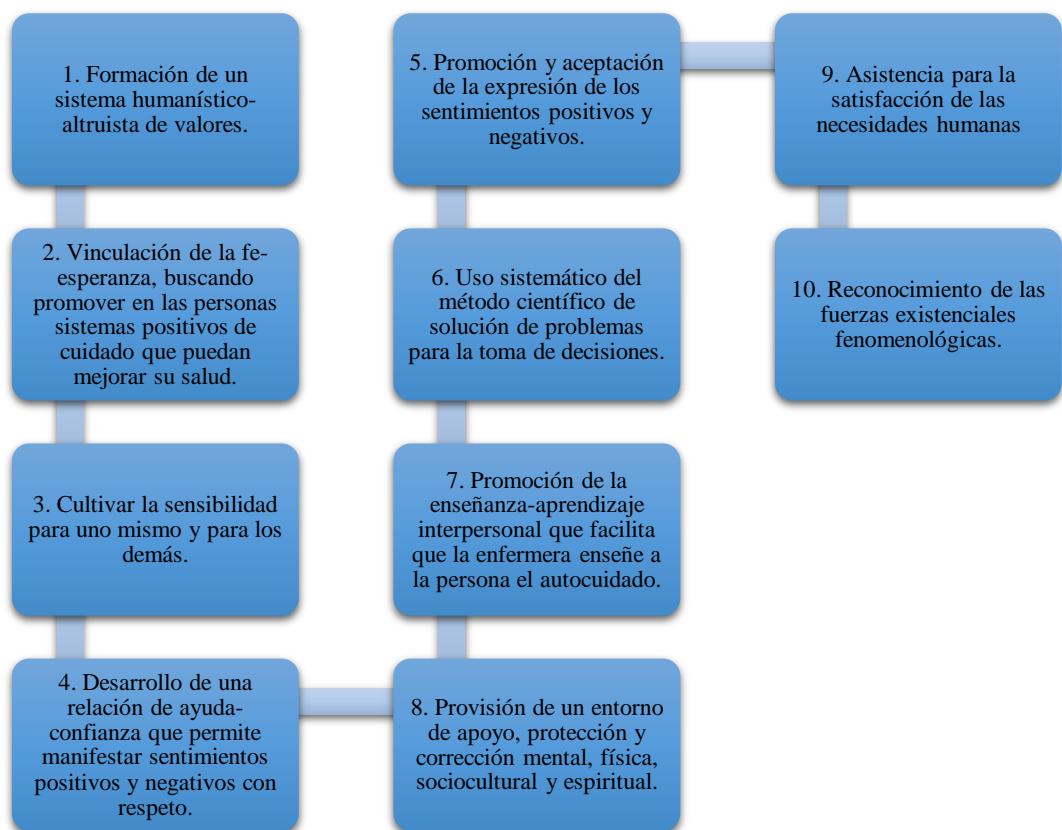 1. Formación de un
sistema humanístico-
altruista de valores.
2. Vinculación de la fe-
esperanza, buscando
promover en las personas
sistemas positivos de
cuidado que puedan
mejorar su salud.
3. Cultivar la sensibilidad
para uno mismo y para los
demás.
4. Desarrollo de una
relación de ayuda-
confianza que permite
manifestar sentimientos
positivos y negativos con
respeto.
5. Promoción y aceptación
de la expresión de los
sentimientos positivos y
negativos.
6. Uso sistemático del
método científico de
solución de problemas
para la toma de decisiones.
7. Promoción de la
enseñanza-aprendizaje
interpersonal que facilita
que la enfermera enseñe a
la persona el autocuidado.
8. Provisión de un entorno
de apoyo, protección y
corrección mental, física,
sociocultural y espiritual.
9. Asistencia para la
satisfacción de las
necesidades humanas
10. Reconocimiento de las
fuerzas existenciales
fenomenológicas.